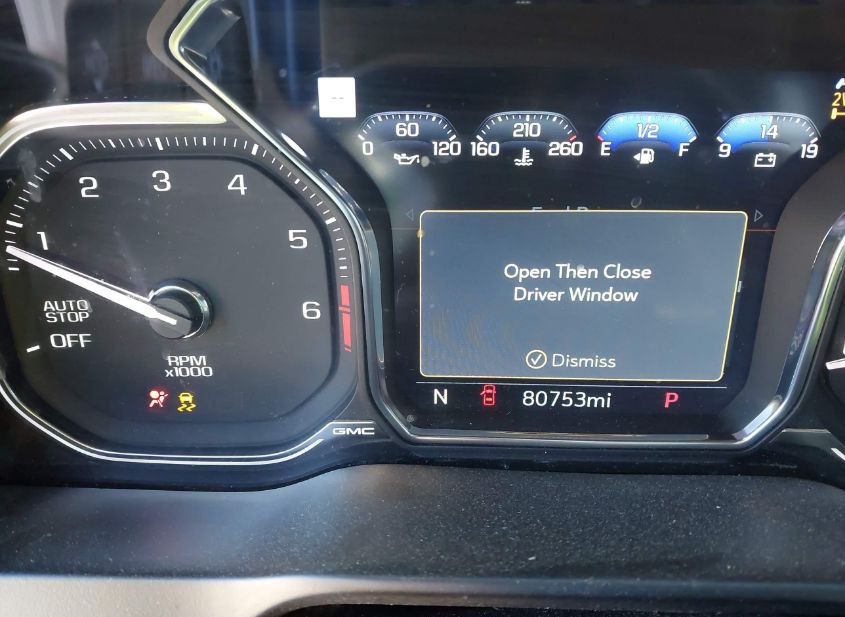 60 210 1/2 14
0 120 160 260 E F 9 19
1 2 3 4 5 6
AUTO
STOP
OFF
RPM
x1000
GMC
Open Then Close
Driver Window
Dismiss
N 80753mi P